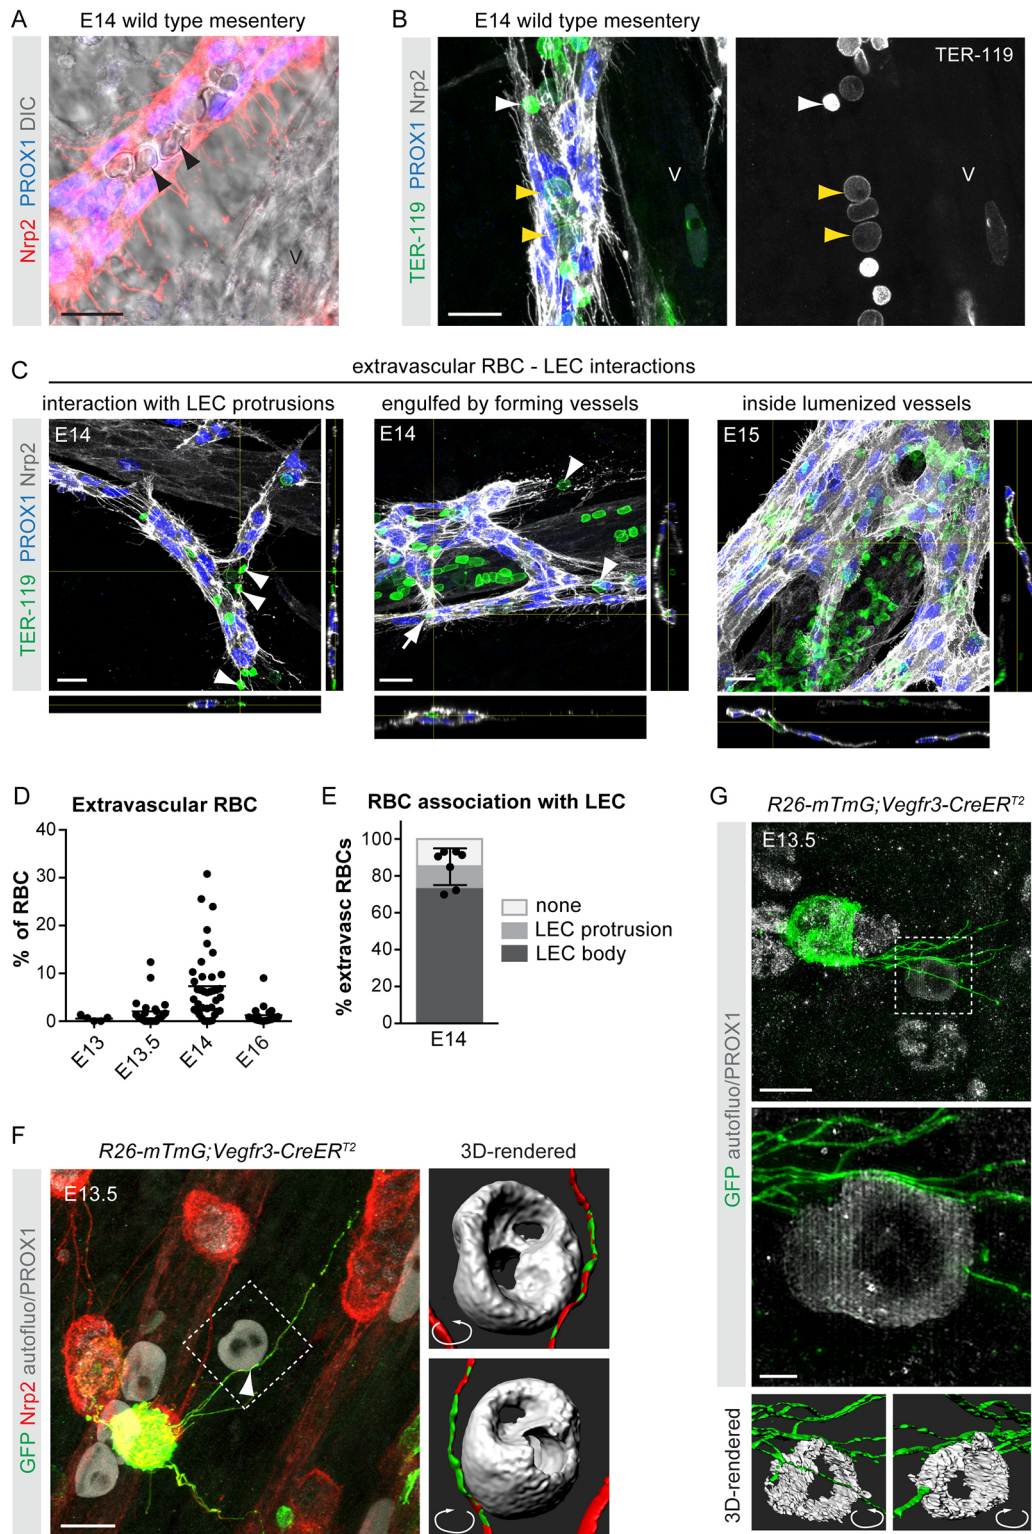 A
E14 wild type mesentery
Nrp2 PROX1 DIC
V
B
E14 wild type mesentery
TER-119 PROX1 Nrp2
V
TER-119
V
C
extravascular RBC - LEC interactions
interaction with LEC protrusions
engulfed by forming vessels
inside lumenized vessels
TER-119 PROX1 Nrp2
E14
E14
E15
D
Extravascular RBC
% of RBC
40
30
20
10
0
E13
E13.5
E14
E16
E
RBC association with LEC
% extravasc RBCs
100
80
60
40
20
0
E14
none
LEC protrusion
LEC body
F
R26-mTmG;Vegfr3-CreERT2
3D-rendered
GFP Nrp2 autofluo/PROX1
E13.5
G
R26-mTmG;Vegfr3-CreERT2
GFP autofluo/PROX1
E13.5
3D-rendered